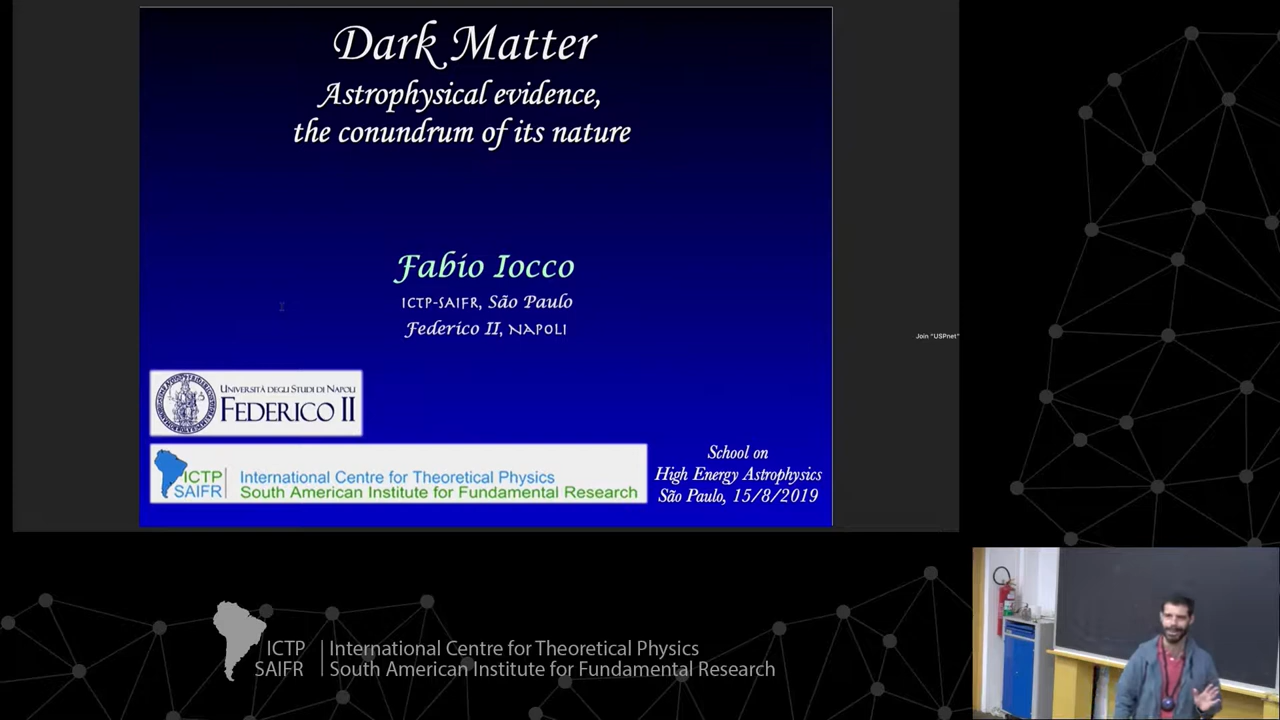 Dark Matter
Astrophysical evidence,
the conundrum of its nature
Fabio Iocco
ICTP-SAIFR, São Paulo
Federico II, NAPOLI
Join "USPnet"
UNIVERSITÀ DEGLI STUDI DI NAPOLI
FEDERICO II
ICTP
SAIFR
International Centre for Theoretical Physics
South American Institute for Fundamental Research
School on
High Energy Astrophysics
São Paulo, 15/8/2019
ICTP
SAIFR
International Centre for Theoretical Physics
South American Institute for Fundamental Research